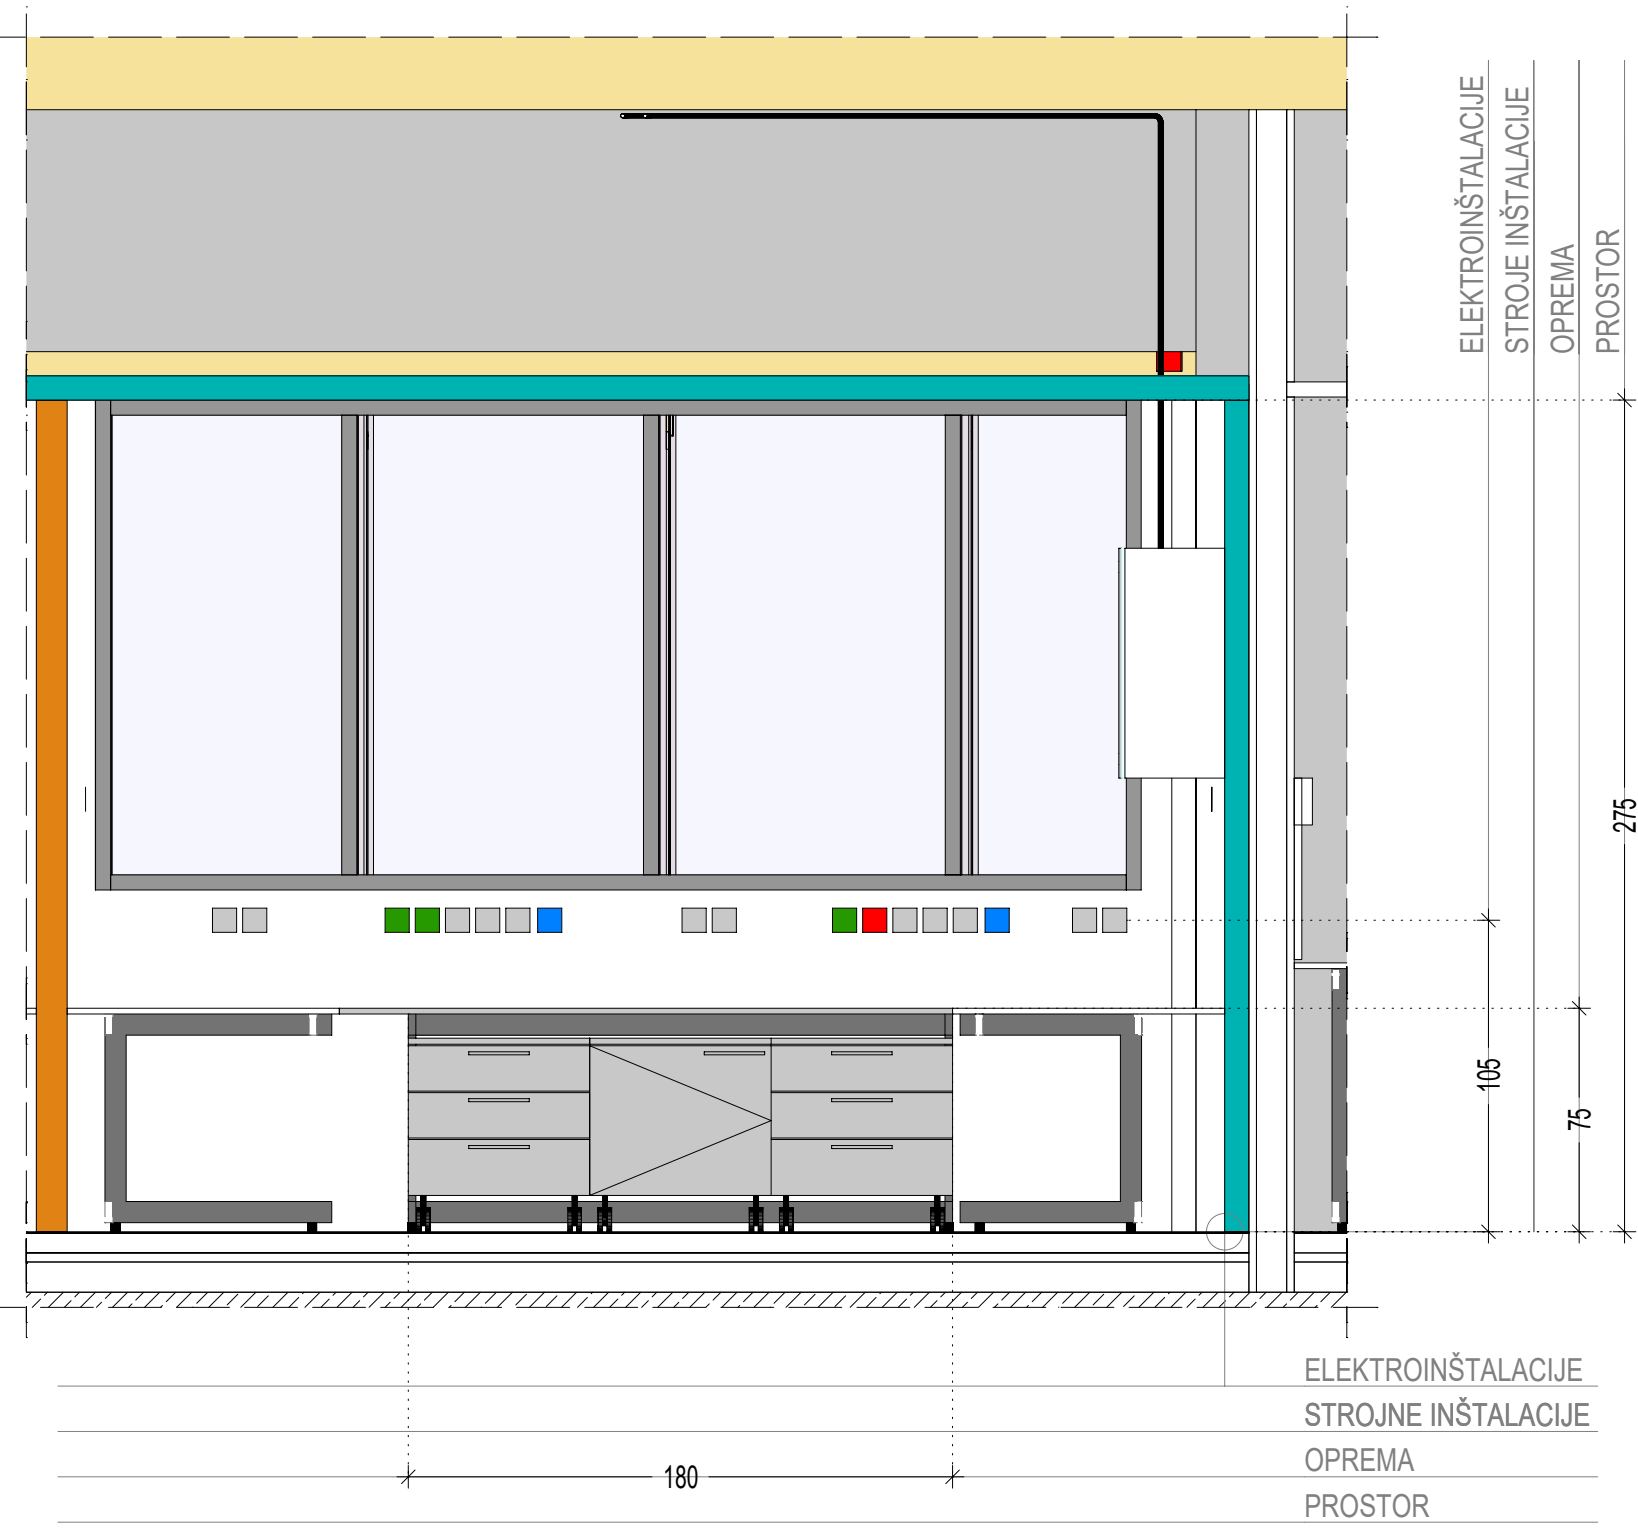 ELEKTROINŠTALACIJE
STROJE INŠTALACIJE
OPREMA
PROSTOR
275
105
75
ELEKTROINŠTALACIJE
STROJNE INŠTALACIJE
OPREMA
180
PROSTOR